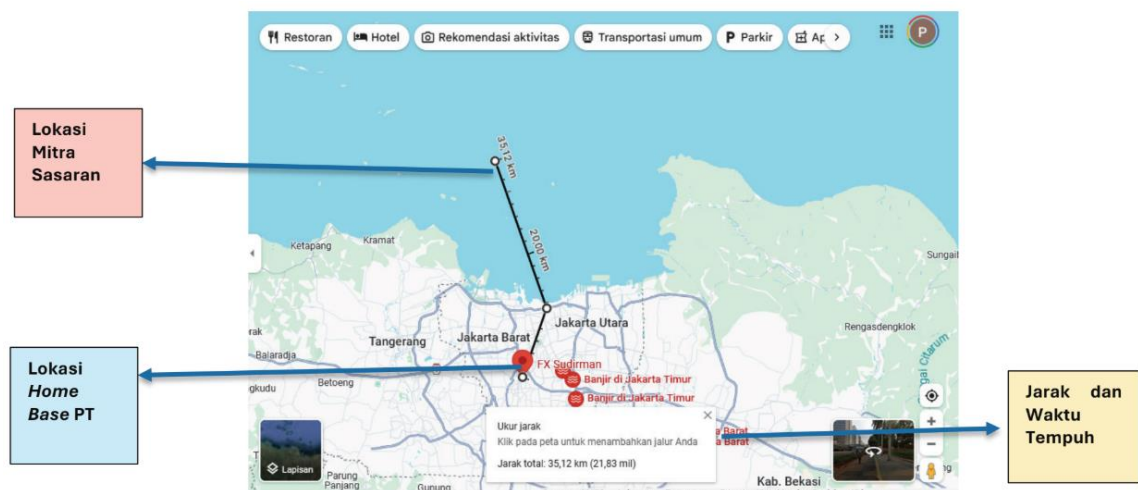 Restoran
Hotel
Rekomendasi aktivitas
Transportasi umum
P Parkir
P
Lokasi
Mitra
Sasaran
35,12 km
20,00 km
Ketapang
Kramat
Jakarta Utara
Jakarta Barat
Tangerang
Rengasdengklok
Balaradja
FX Sudirman
Banjir di Jakarta Timur
Banjir di Jakarta Timur
Betoeng
Lokasi
Home
Base PT
Jarak dan
Waktu
Tempuh
Ukur jarak
Klik pada peta untuk menambahkan jalur Anda
Jarak total: 35,12 km (21,83 mil)
Barat
Barat
Lapisan
Parung
Panjang
Kab. Bekasi